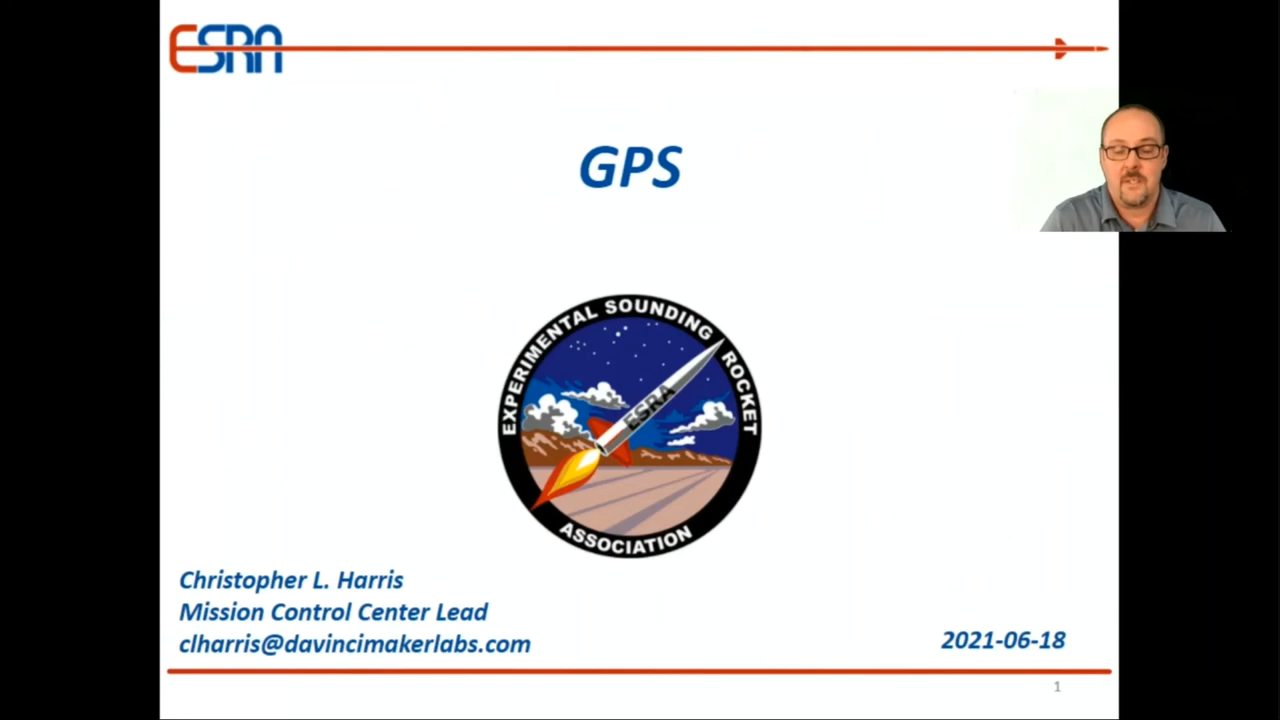 ESRA
GPS
EXPERIMENTAL SOUNDING ROCKET
ESRA
ASSOCIATION
Christopher L. Harris
Mission Control Center Lead
clharris@davincimakerlabs.com
2021-06-18
1